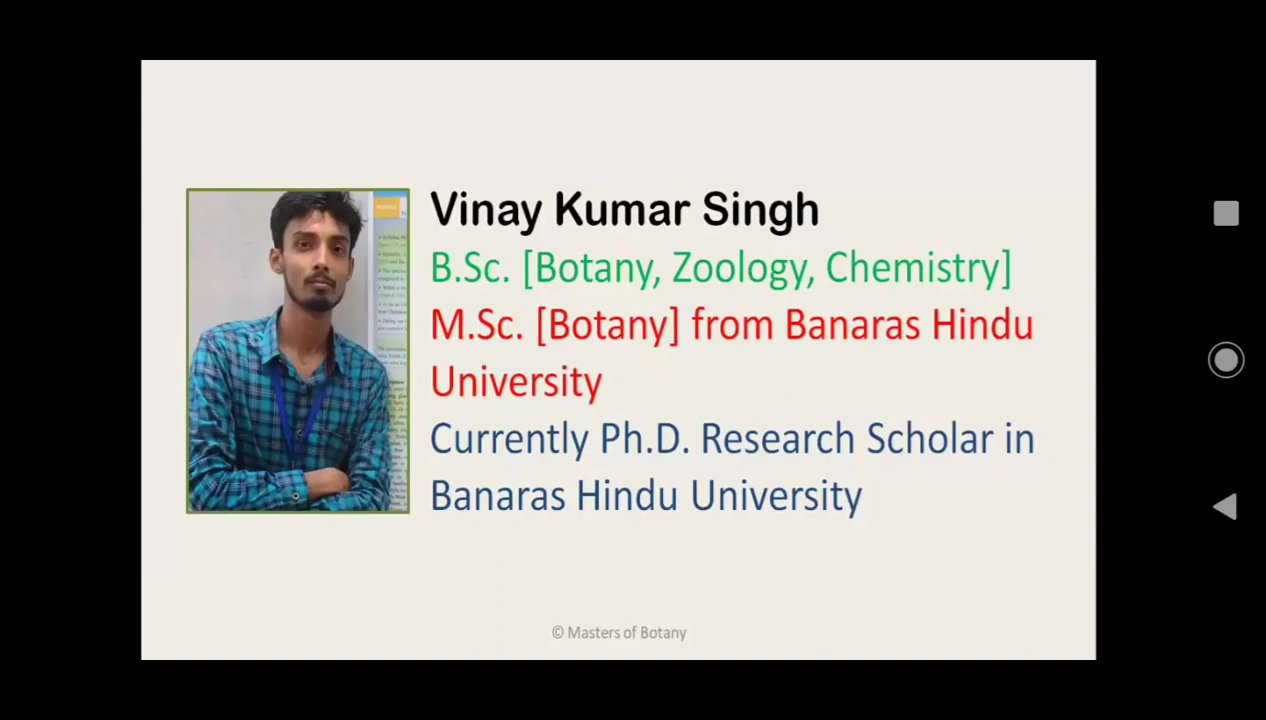 Vinay Kumar Singh
B.Sc. [Botany, Zoology, Chemistry]
M.Sc. [Botany] from Banaras Hindu
University
Currently Ph.D. Research Scholar in
Banaras Hindu University
© Masters of Botany